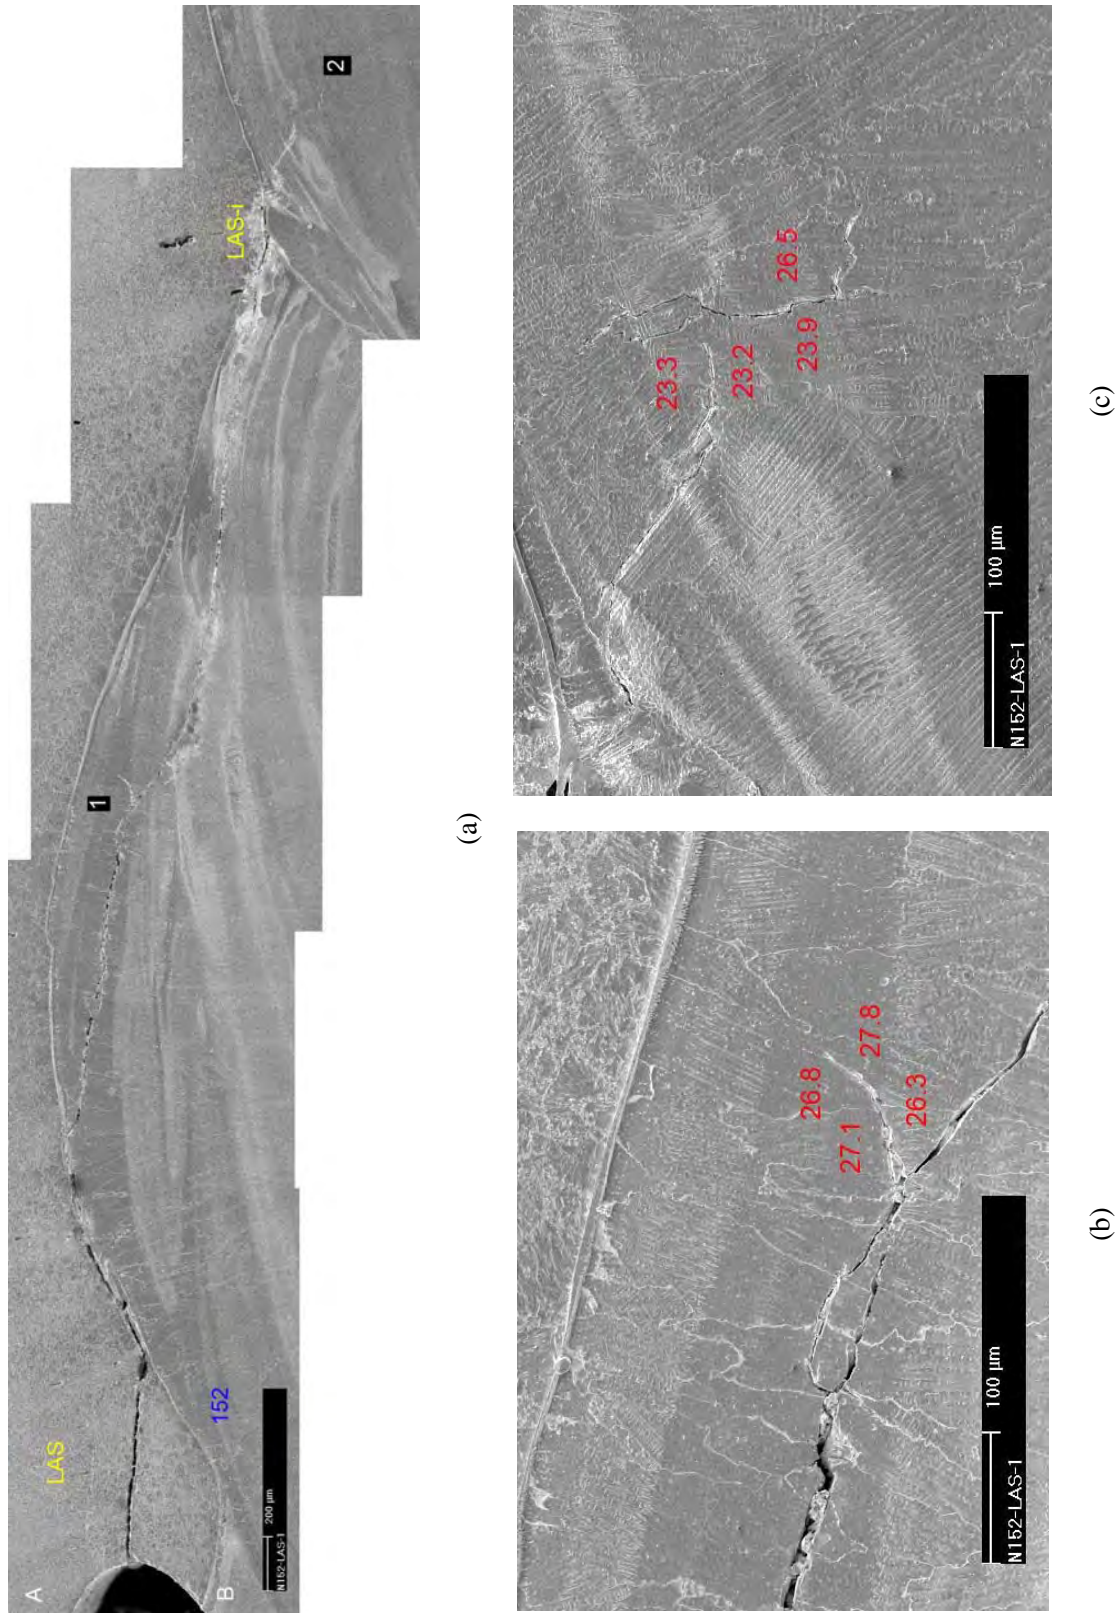 A
LAS
B
152
200 µm
N152-LAS-1
1
LAS-i
2
(a)
27.1
26.8
26.3
27.8
100 µm
N152-LAS-1
(b)
23.3
23.2
23.9
26.5
100 µm
N152-LAS-1
(c)